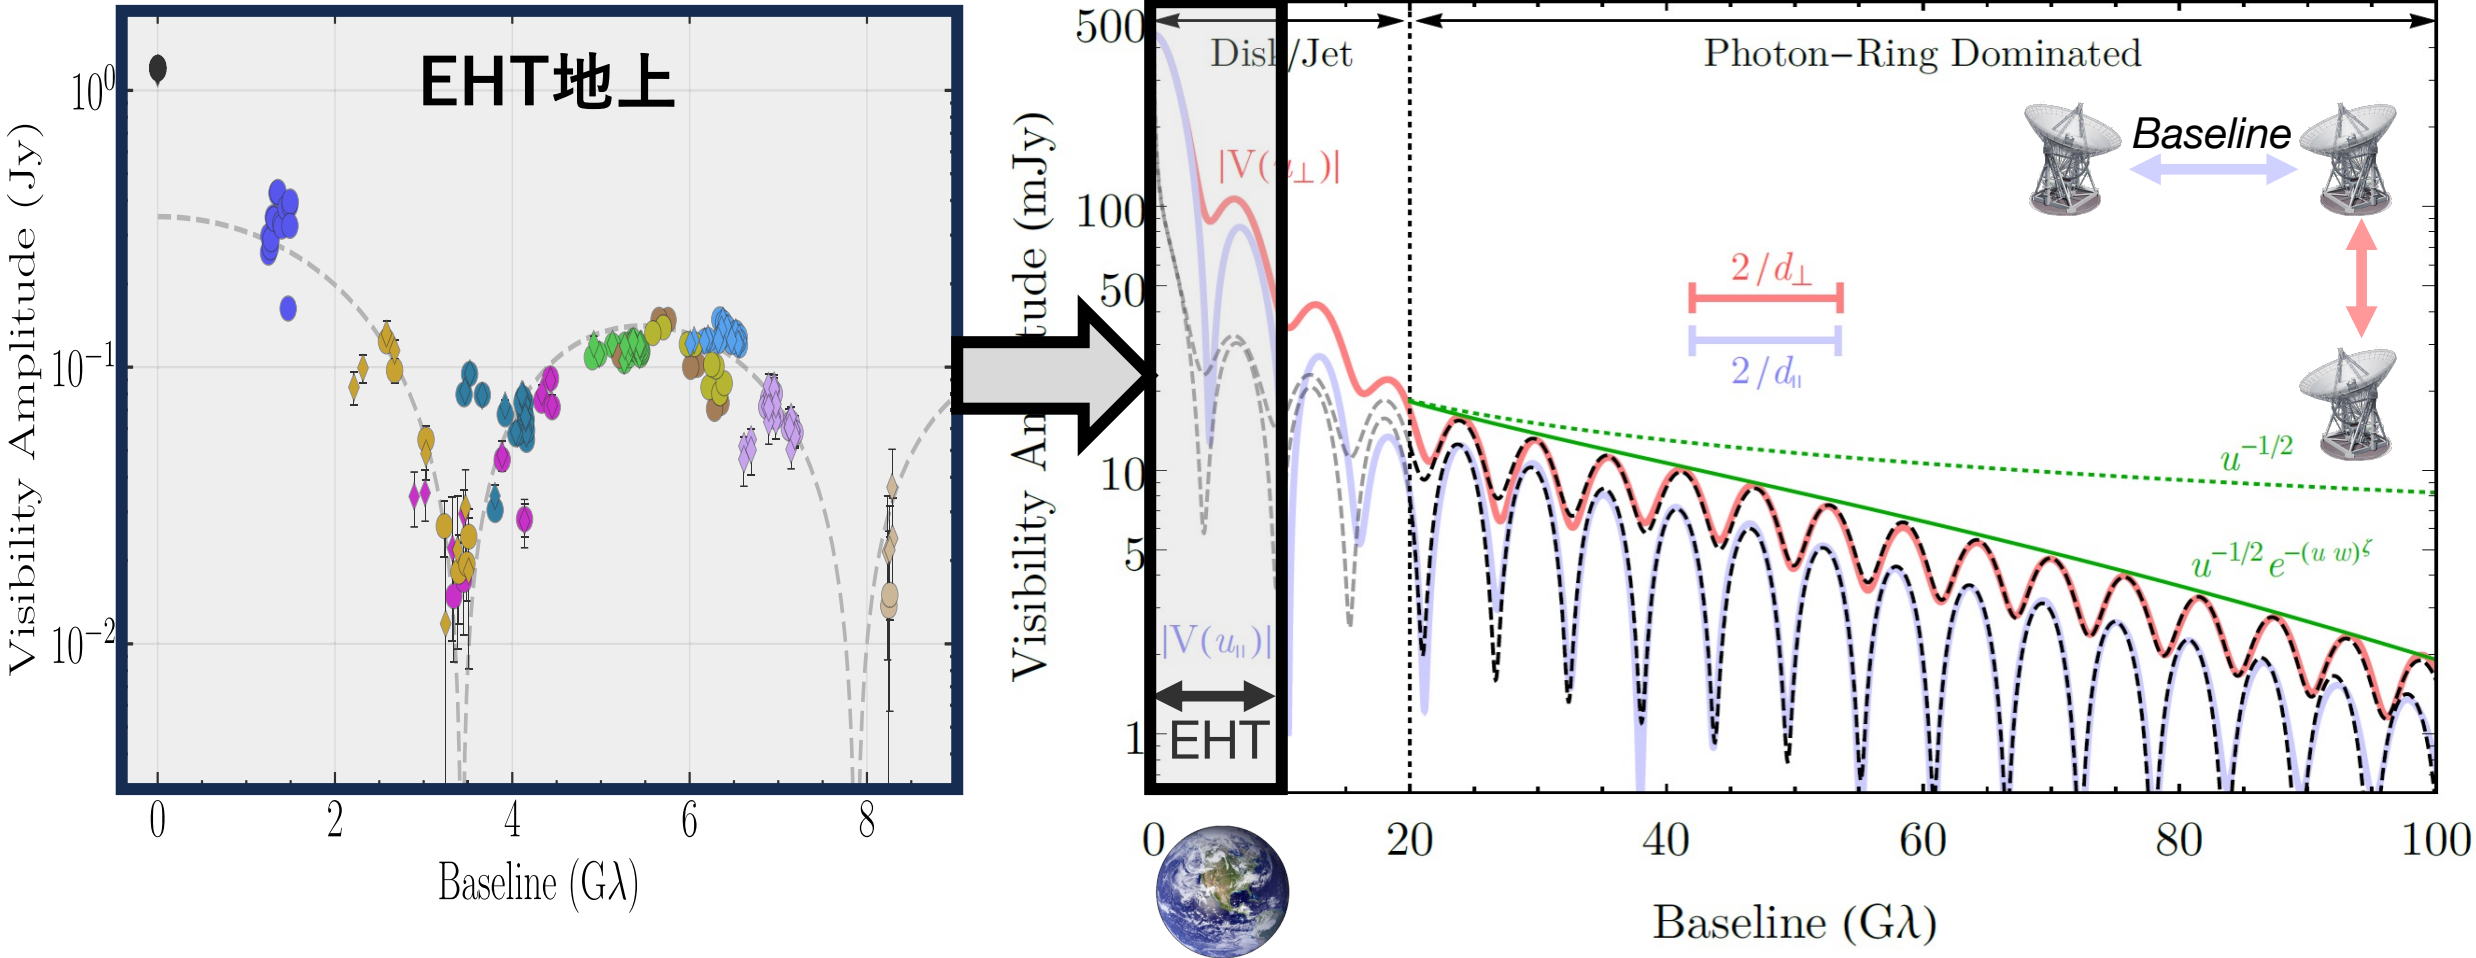 EHT地上
Visibility Amplitude (Jy)
10⁰
10⁻¹
10⁻²
0 2 4 6 8
Baseline (Gλ)
Disk/Jet
Photon−Ring Dominated
Visibility Am tude (mJy)
500
100
50
10
5
1
|V(u⊥)|
|V(u∥)|
EHT
2/d⊥
2/d∥
Baseline
u⁻¹/²
u⁻¹/² e⁻⁽ᵘ ʷ⁾^ζ
0 20 40 60 80 100
Baseline (Gλ)